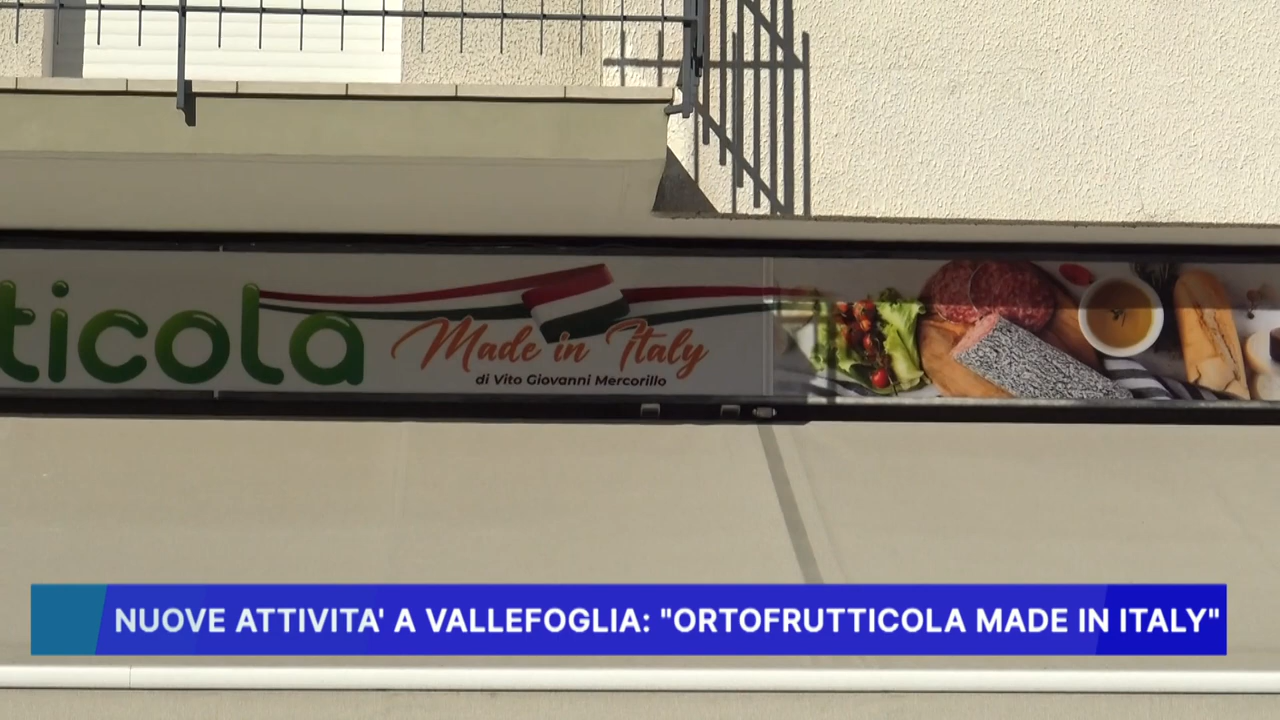 ticola
Made in Italy
di Vito Giovanni Mercorillo
NUOVE ATTIVITA' A VALLEFOGLIA: "ORTOFRUTTICOLA MADE IN ITALY"